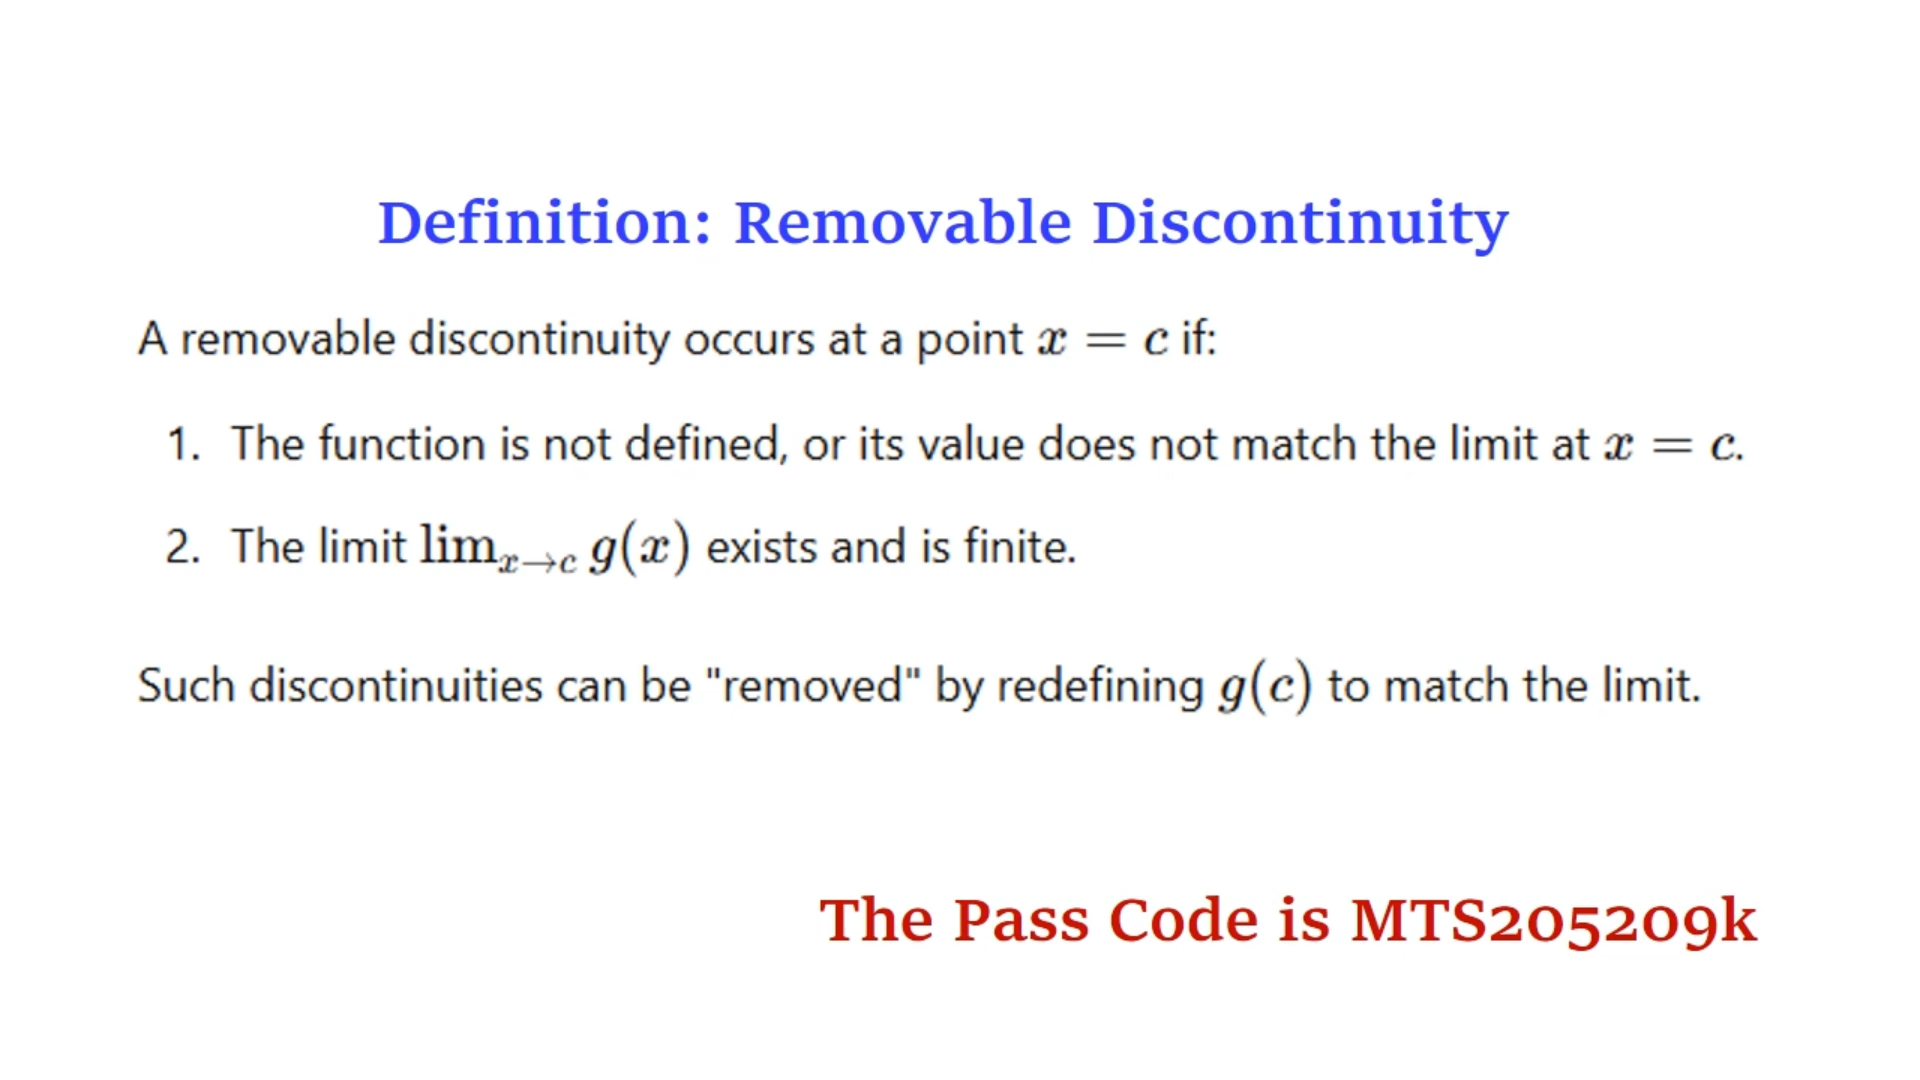 Definition: Removable Discontinuity
A removable discontinuity occurs at a point x = c if:
1. The function is not defined, or its value does not match the limit at x = c.
2. The limit lim_{x→c} g(x) exists and is finite.
Such discontinuities can be "removed" by redefining g(c) to match the limit.
The Pass Code is MTS205209k